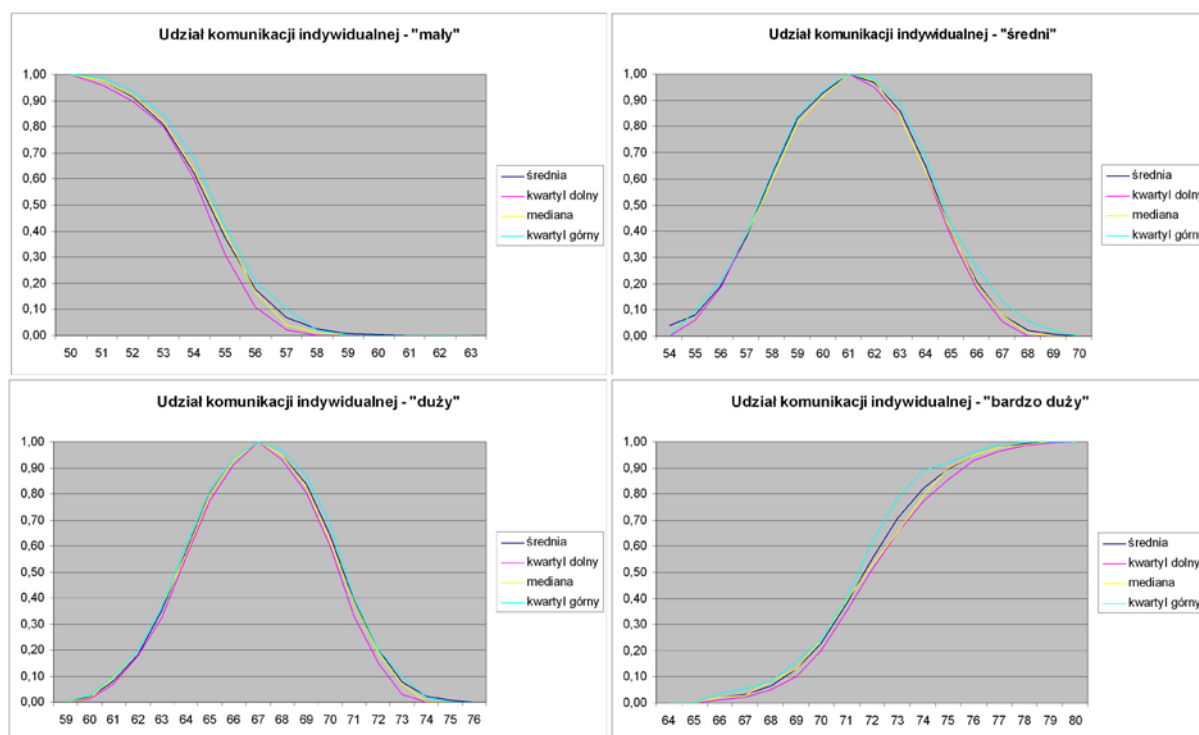 Udział komunikacji indywidualnej - "mały"
1,00
0,90
0,80
0,70
0,60
0,50
0,40
0,30
0,20
0,10
0,00
50 51 52 53 54 55 56 57 58 59 60 61 62 63
średnia
kwartyl dolny
mediana
kwartyl górny
Udział komunikacji indywidualnej - "średni"
1,00
0,90
0,80
0,70
0,60
0,50
0,40
0,30
0,20
0,10
0,00
54 55 56 57 58 59 60 61 62 63 64 65 66 67 68 69 70
średnia
kwartyl dolny
mediana
kwartyl górny
Udział komunikacji indywidualnej - "duży"
1,00
0,90
0,80
0,70
0,60
0,50
0,40
0,30
0,20
0,10
0,00
59 60 61 62 63 64 65 66 67 68 69 70 71 72 73 74 75 76
średnia
kwartyl dolny
mediana
kwartyl górny
Udział komunikacji indywidualnej - "bardzo duży"
1,00
0,90
0,80
0,70
0,60
0,50
0,40
0,30
0,20
0,10
0,00
64 65 66 67 68 69 70 71 72 73 74 75 76 77 78 79 80
średnia
kwartyl dolny
mediana
kwartyl górny